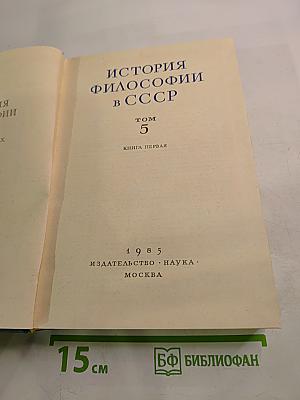 ИСТОРИЯ
ФИЛОСОФИИ
в СССР
ТОМ
5
КНИГА ПЕРВАЯ
1985
ИЗДАТЕЛЬСТВО «НАУКА»
МОСКВА
15 см
БФ БИБЛИОФАН